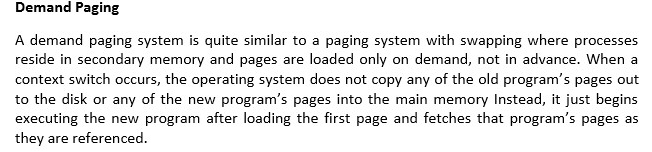 Demand Paging
A demand paging system is quite similar to a paging system with swapping where processes
reside in secondary memory and pages are loaded only on demand, not in advance. When a
context switch occurs, the operating system does not copy any of the old program's pages out
to the disk or any of the new program's pages into the main memory Instead, it just begins
executing the new program after loading the first page and fetches that program's pages as
they are referenced.